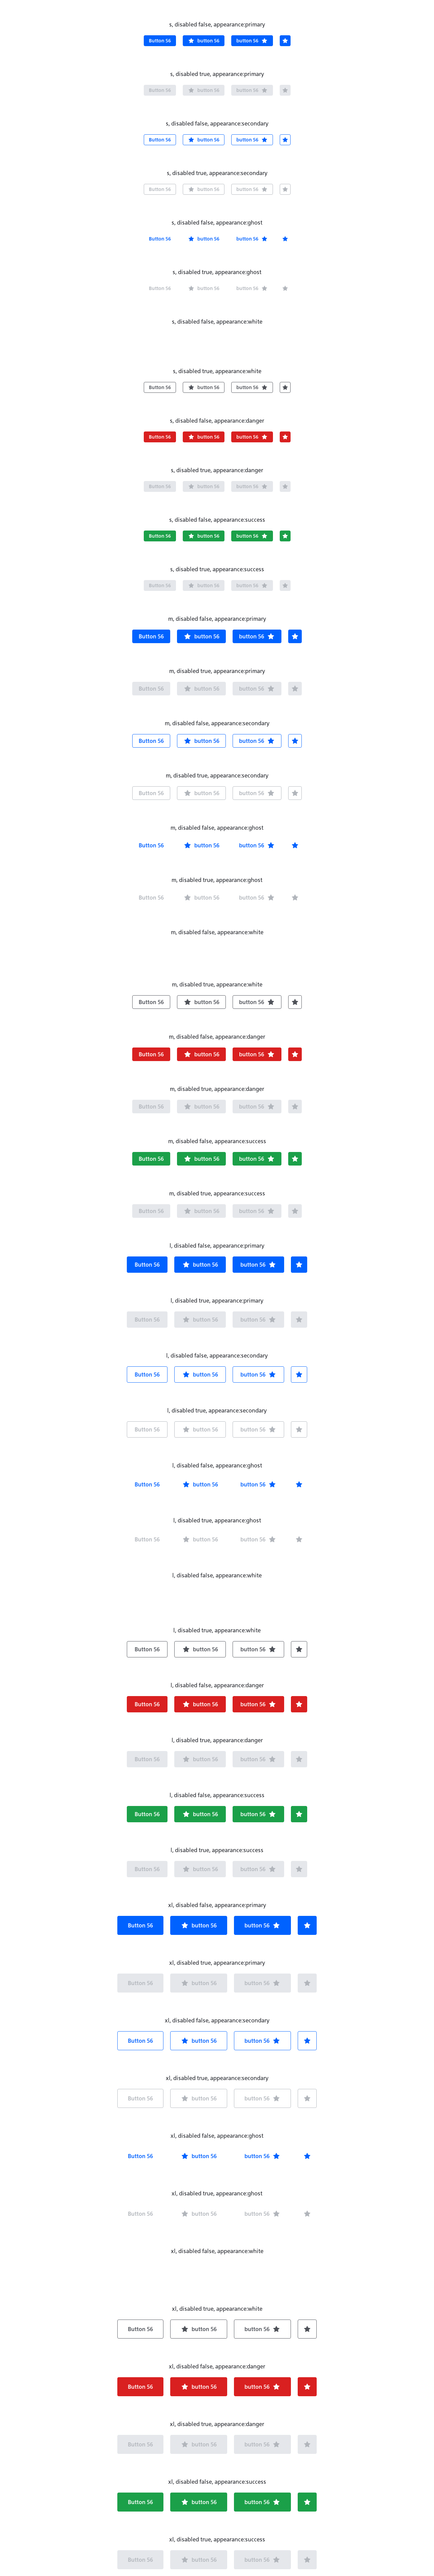 s, disabled false, appearance:primary
Button 56 button 56 button 56
s, disabled true, appearance:primary
Button 56 button 56 button 56
s, disabled false, appearance:secondary
Button 56 button 56 button 56
s, disabled true, appearance:secondary
Button 56 button 56 button 56
s, disabled false, appearance:ghost
Button 56 button 56 button 56
s, disabled true, appearance:ghost
Button 56 button 56 button 56
s, disabled false, appearance:white
s, disabled true, appearance:white
Button 56 button 56 button 56
s, disabled false, appearance:danger
Button 56 button 56 button 56
s, disabled true, appearance:danger
Button 56 button 56 button 56
s, disabled false, appearance:success
Button 56 button 56 button 56
s, disabled true, appearance:success
Button 56 button 56 button 56
m, disabled false, appearance:primary
Button 56 button 56 button 56
m, disabled true, appearance:primary
Button 56 button 56 button 56
m, disabled false, appearance:secondary
Button 56 button 56 button 56
m, disabled true, appearance:secondary
Button 56 button 56 button 56
m, disabled false, appearance:ghost
Button 56 button 56 button 56
m, disabled true, appearance:ghost
Button 56 button 56 button 56
m, disabled false, appearance:white
m, disabled true, appearance:white
Button 56 button 56 button 56
m, disabled false, appearance:danger
Button 56 button 56 button 56
m, disabled true, appearance:danger
Button 56 button 56 button 56
m, disabled false, appearance:success
Button 56 button 56 button 56
m, disabled true, appearance:success
Button 56 button 56 button 56
l, disabled false, appearance:primary
Button 56 button 56 button 56
l, disabled true, appearance:primary
Button 56 button 56 button 56
l, disabled false, appearance:secondary
Button 56 button 56 button 56
l, disabled true, appearance:secondary
Button 56 button 56 button 56
l, disabled false, appearance:ghost
Button 56 button 56 button 56
l, disabled true, appearance:ghost
Button 56 button 56 button 56
l, disabled false, appearance:white
l, disabled true, appearance:white
Button 56 button 56 button 56
l, disabled false, appearance:danger
Button 56 button 56 button 56
l, disabled true, appearance:danger
Button 56 button 56 button 56
l, disabled false, appearance:success
Button 56 button 56 button 56
l, disabled true, appearance:success
Button 56 button 56 button 56
xl, disabled false, appearance:primary
Button 56 button 56 button 56
xl, disabled true, appearance:primary
Button 56 button 56 button 56
xl, disabled false, appearance:secondary
Button 56 button 56 button 56
xl, disabled true, appearance:secondary
Button 56 button 56 button 56
xl, disabled false, appearance:ghost
Button 56 button 56 button 56
xl, disabled true, appearance:ghost
Button 56 button 56 button 56
xl, disabled false, appearance:white
xl, disabled true, appearance:white
Button 56 button 56 button 56
xl, disabled false, appearance:danger
Button 56 button 56 button 56
xl, disabled true, appearance:danger
Button 56 button 56 button 56
xl, disabled false, appearance:success
Button 56 button 56 button 56
xl, disabled true, appearance:success
Button 56 button 56 button 56